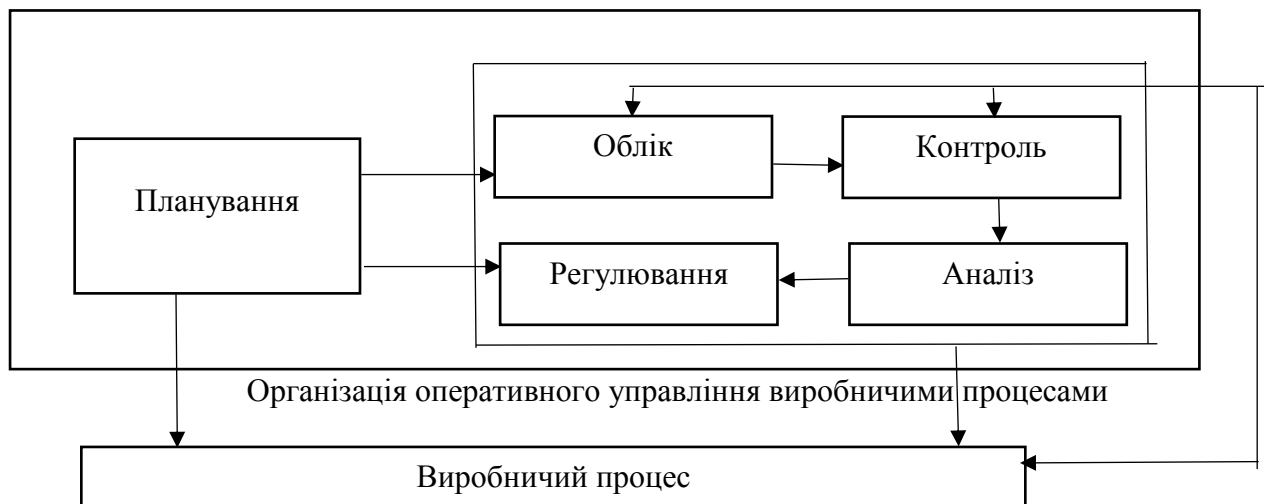 Облік
Контроль
Планування
Регулювання
Аналіз
Організація оперативного управління виробничими процесами
Виробничий процес